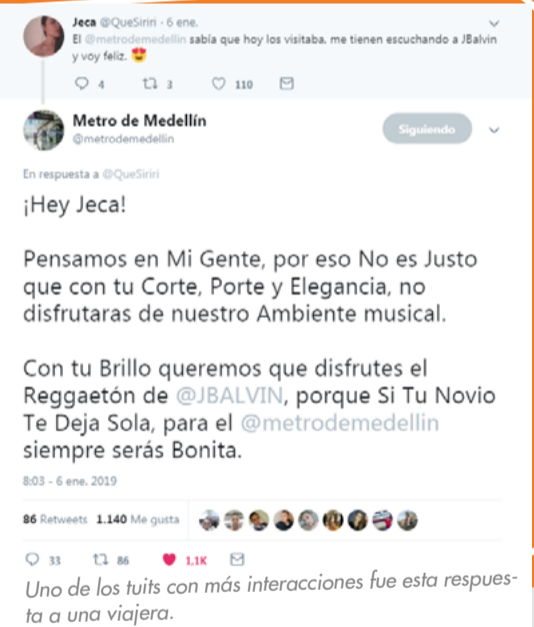 Jeca @QueSiriri · 6 ene.
El @metrodemedellin sabía que hoy los visitaba, me tienen escuchando a JBalvin
y voy feliz. 😍
4 3 110
Metro de Medellín
@metrodemedellin
Siguiendo
En respuesta a @QueSiriri
¡Hey Jeca!
Pensamos en Mi Gente, por eso No es Justo
que con tu Corte, Porte y Elegancia, no
disfrutaras de nuestro Ambiente musical.
Con tu Brillo queremos que disfrutes el
Reggaetón de @JBALVIN, porque Si Tu Novio
Te Deja Sola, para el @metrodemedellin
siempre serás Bonita.
8:03 - 6 ene. 2019
86 Retweets 1.140 Me gusta
33 86 1,1K
Uno de los tuits con más interacciones fue esta respues-
ta a una viajera.